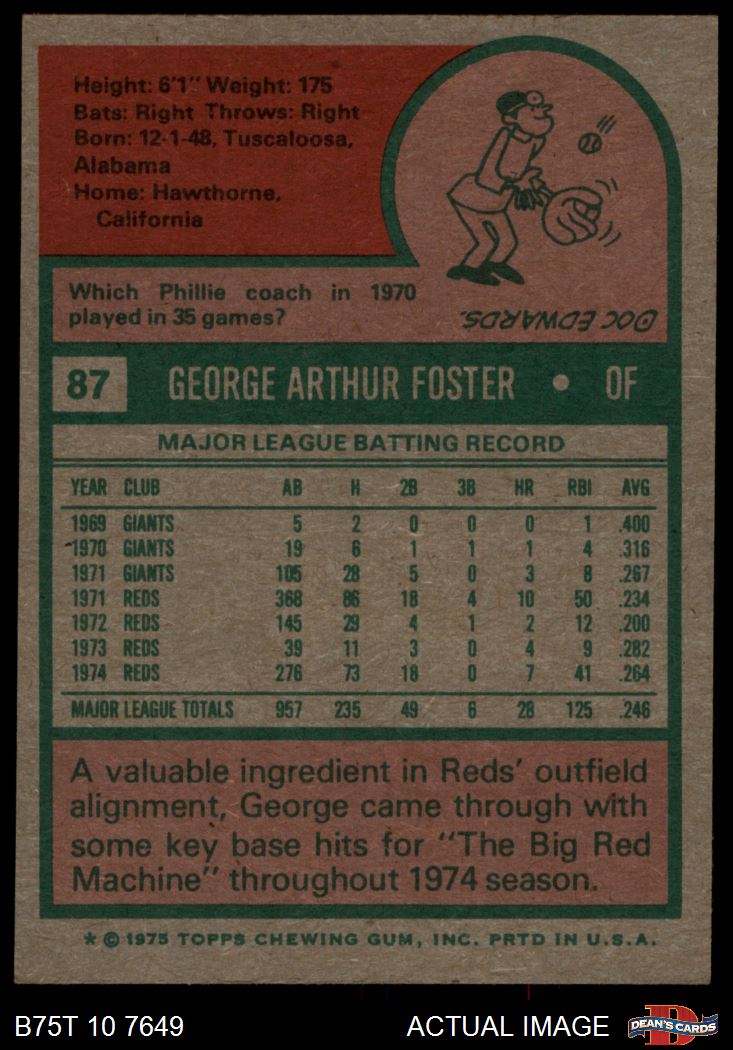 Height: 6'1" Weight: 175
Bats: Right Throws: Right
Born: 12-1-48, Tuscaloosa,
Alabama
Home: Hawthorne,
California
Which Phillie coach in 1970
played in 35 games?
DOC EDWARDS.
87 GEORGE ARTHUR FOSTER • OF
MAJOR LEAGUE BATTING RECORD
YEAR CLUB AB H 2B 3B HR RBI AVG
1969 GIANTS 5 2 0 0 0 1 .400
1970 GIANTS 19 6 1 1 1 4 .316
1971 GIANTS 105 28 5 0 3 8 .267
1971 REDS 368 86 18 4 10 50 .234
1972 REDS 145 29 4 1 2 12 .200
1973 REDS 39 11 3 0 4 9 .282
1974 REDS 276 73 18 0 7 41 .264
MAJOR LEAGUE TOTALS 957 235 49 6 28 125 .246
A valuable ingredient in Reds' outfield
alignment, George came through with
some key base hits for "The Big Red
Machine" throughout 1974 season.
* © 1975 TOPPS CHEWING GUM, INC. PRTD IN U.S.A.
B75T 10 7649 ACTUAL IMAGE D DEAN'S CARDS